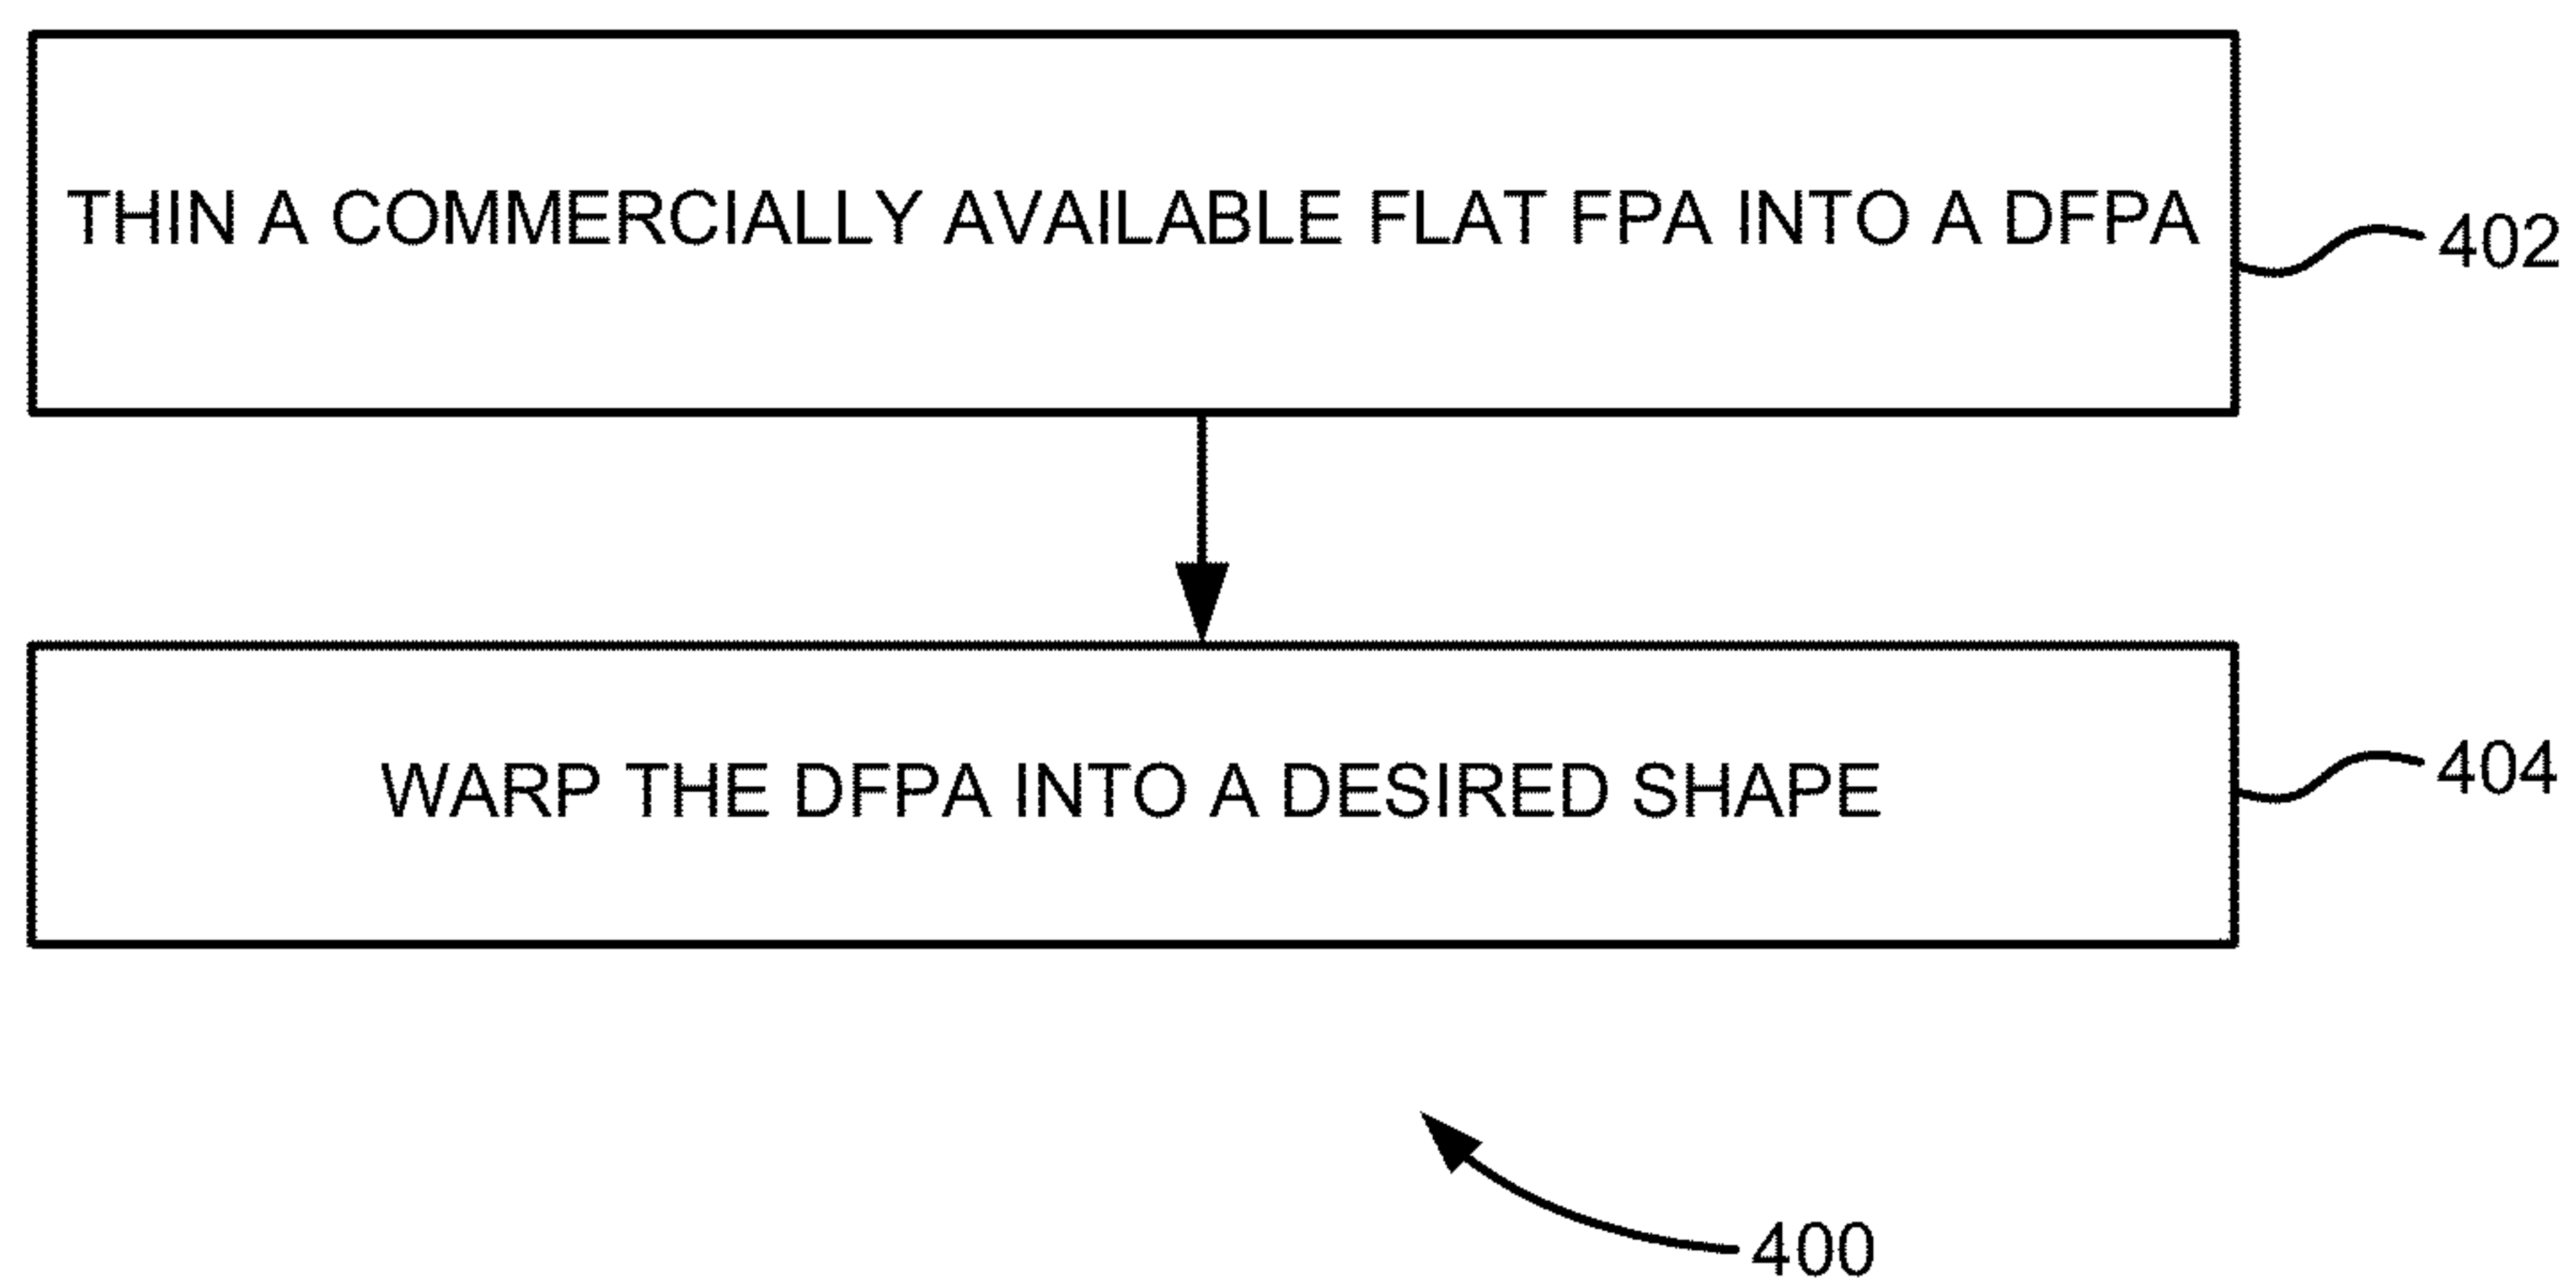 THIN A COMMERCIALLY AVAILABLE FLAT FPA INTO A DFPA
402
WARP THE DFPA INTO A DESIRED SHAPE
404
400